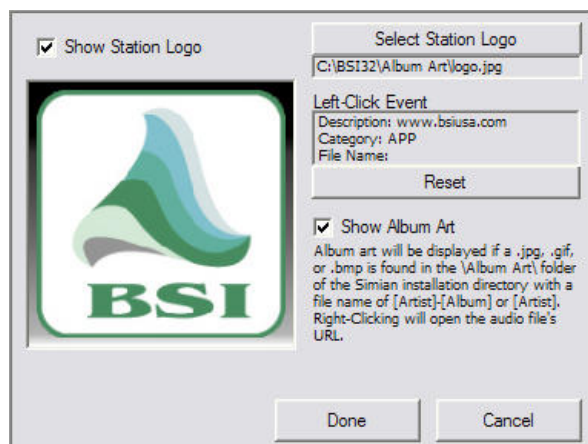 Show Station Logo
BSI
Select Station Logo
C:\BSI32\Album Art\logo.jpg
Left-Click Event
Description: www.bsiusa.com
Category: APP
File Name:
Reset
Show Album Art
Album art will be displayed if a .jpg, .gif,
or .bmp is found in the \Album Art\ folder
of the Simian installation directory with a
file name of [Artist]-[Album] or [Artist].
Right-Clicking will open the audio file's
URL.
Done
Cancel